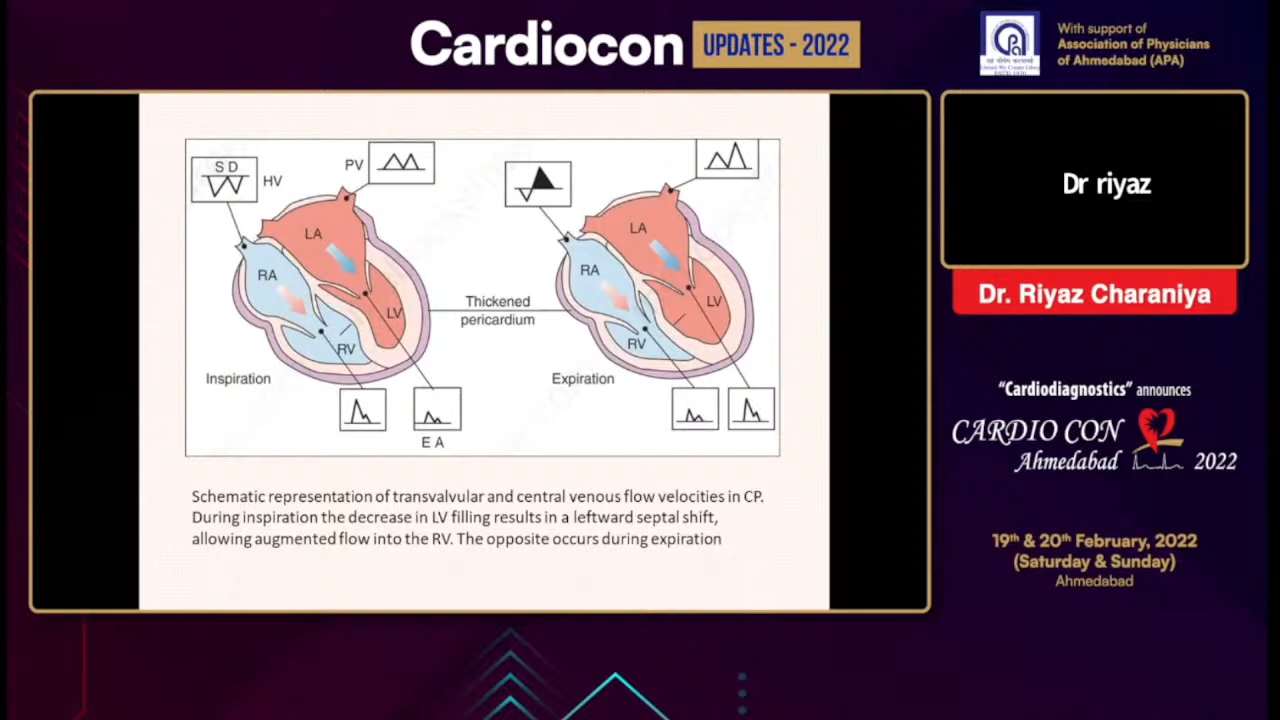 Cardiocon UPDATES - 2022
With support of
Association of Physicians
of Ahmedabad (APA)
S D
HV
PV
LA
RA
LV
RV
Inspiration
E A
Thickened
pericardium
LA
RA
LV
RV
Expiration
Schematic representation of transvalvular and central venous flow velocities in CP.
During inspiration the decrease in LV filling results in a leftward septal shift,
allowing augmented flow into the RV. The opposite occurs during expiration
Dr riyaz
Dr. Riyaz Charaniya
“Cardiodiagnostics” announces
CARDIO CON
Ahmedabad 2022
19th & 20th February, 2022
(Saturday & Sunday)
Ahmedabad